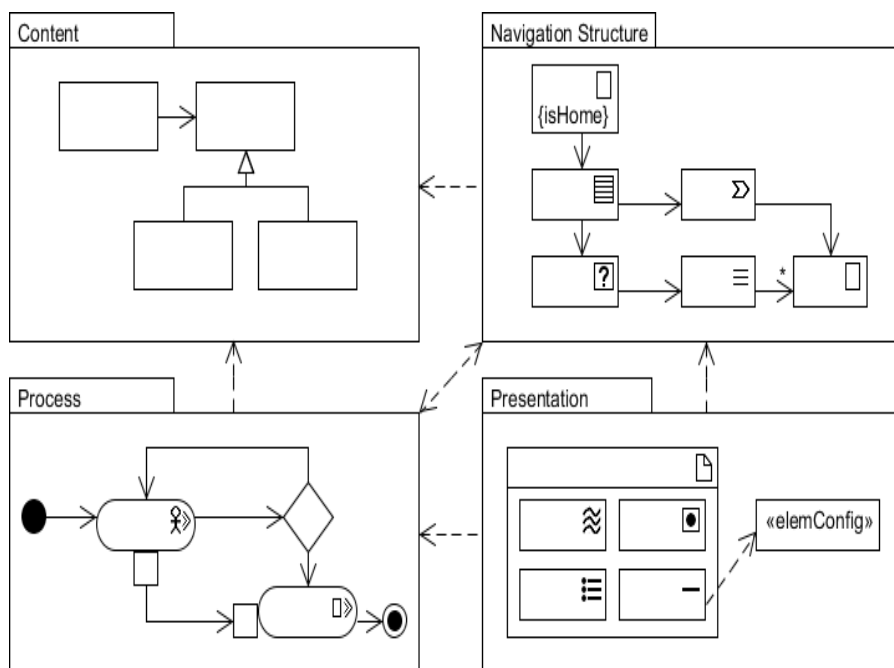 Content
Navigation Structure
{isHome}
?
*
Process
Presentation
«elemConfig»